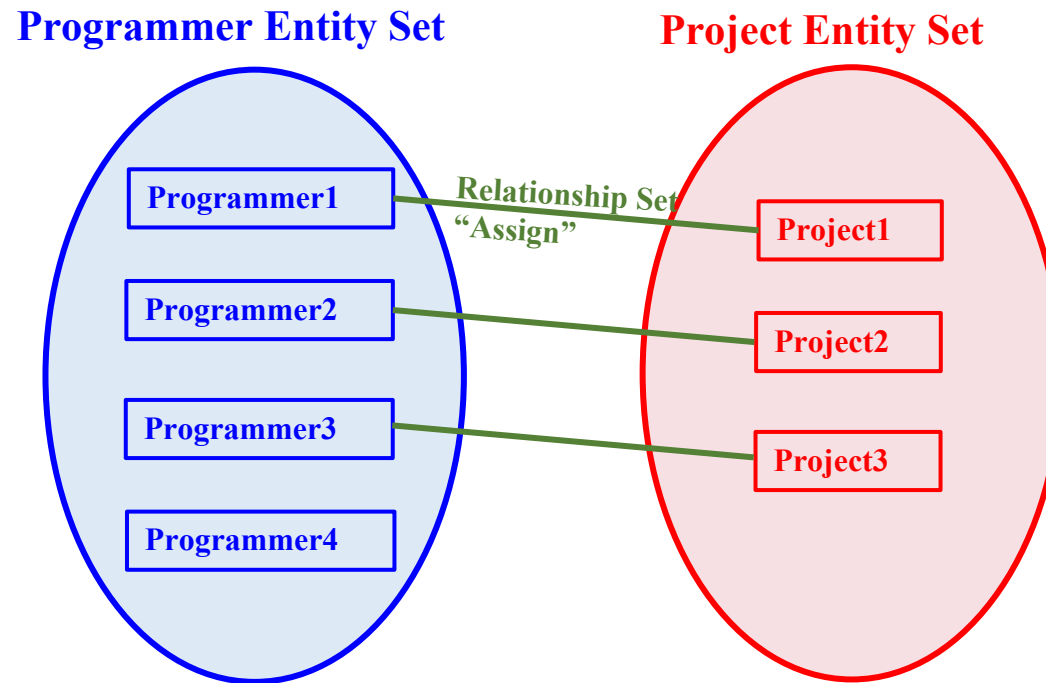 Programmer Entity Set
Project Entity Set
Programmer1
Relationship Set
“Assign”
Project1
Programmer2
Project2
Programmer3
Project3
Programmer4